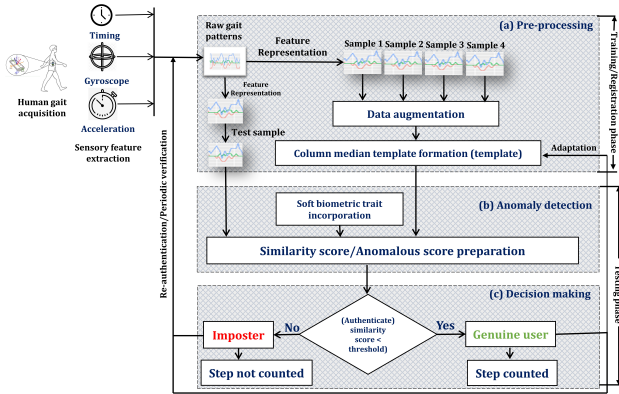 Timing
Gyroscope
Acceleration
Human gait
acquisition
Sensory feature
extraction
Re-authentication/Periodic verification
Raw gait
patterns
Feature
Representation
(a) Pre-processing
Sample 1
Sample 2
Sample 3
Sample 4
Feature
Representation
Test sample
Data augmentation
Column median template formation (template)
Adaptation
Training/Registration phase
Soft biometric trait
incorporation
(b) Anomaly detection
Similarity score/Anomalous score preparation
Testing phase
(c) Decision making
(Authenticate)
similarity
score <
threshold)
No
Yes
Imposter
Genuine user
Step not counted
Step counted